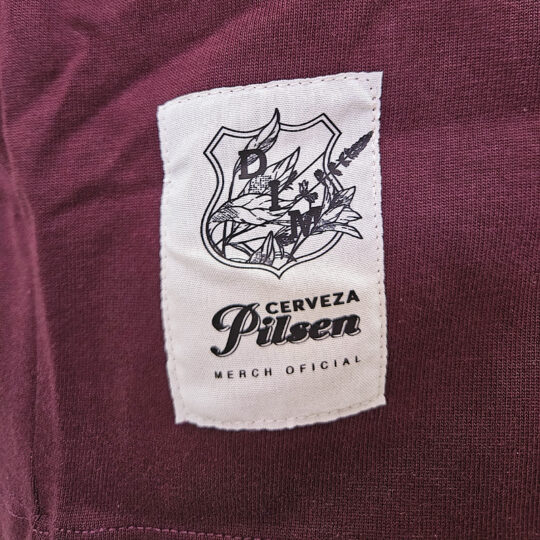 D
L
M
CERVEZA
Pilsen
MERCH OFICIAL